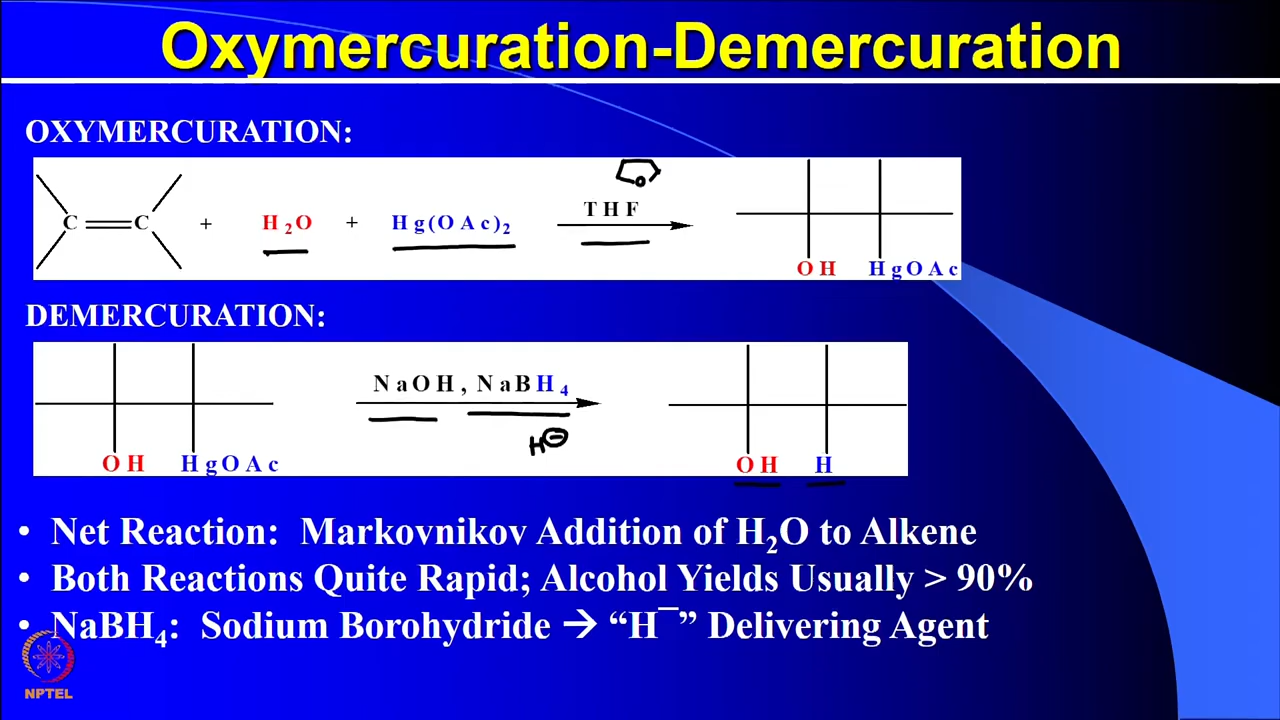 Oxymercuration-Demercuration
OXYMERCURATION:
C C + H2O + Hg(OAc)2 THF
O
OH HgOAc
DEMERCURATION:
NaOH, NaBH4
H⊖
OH HgOAc OH H
• Net Reaction: Markovnikov Addition of H2O to Alkene
• Both Reactions Quite Rapid; Alcohol Yields Usually > 90%
• NaBH4: Sodium Borohydride → “H¯” Delivering Agent
NPTEL